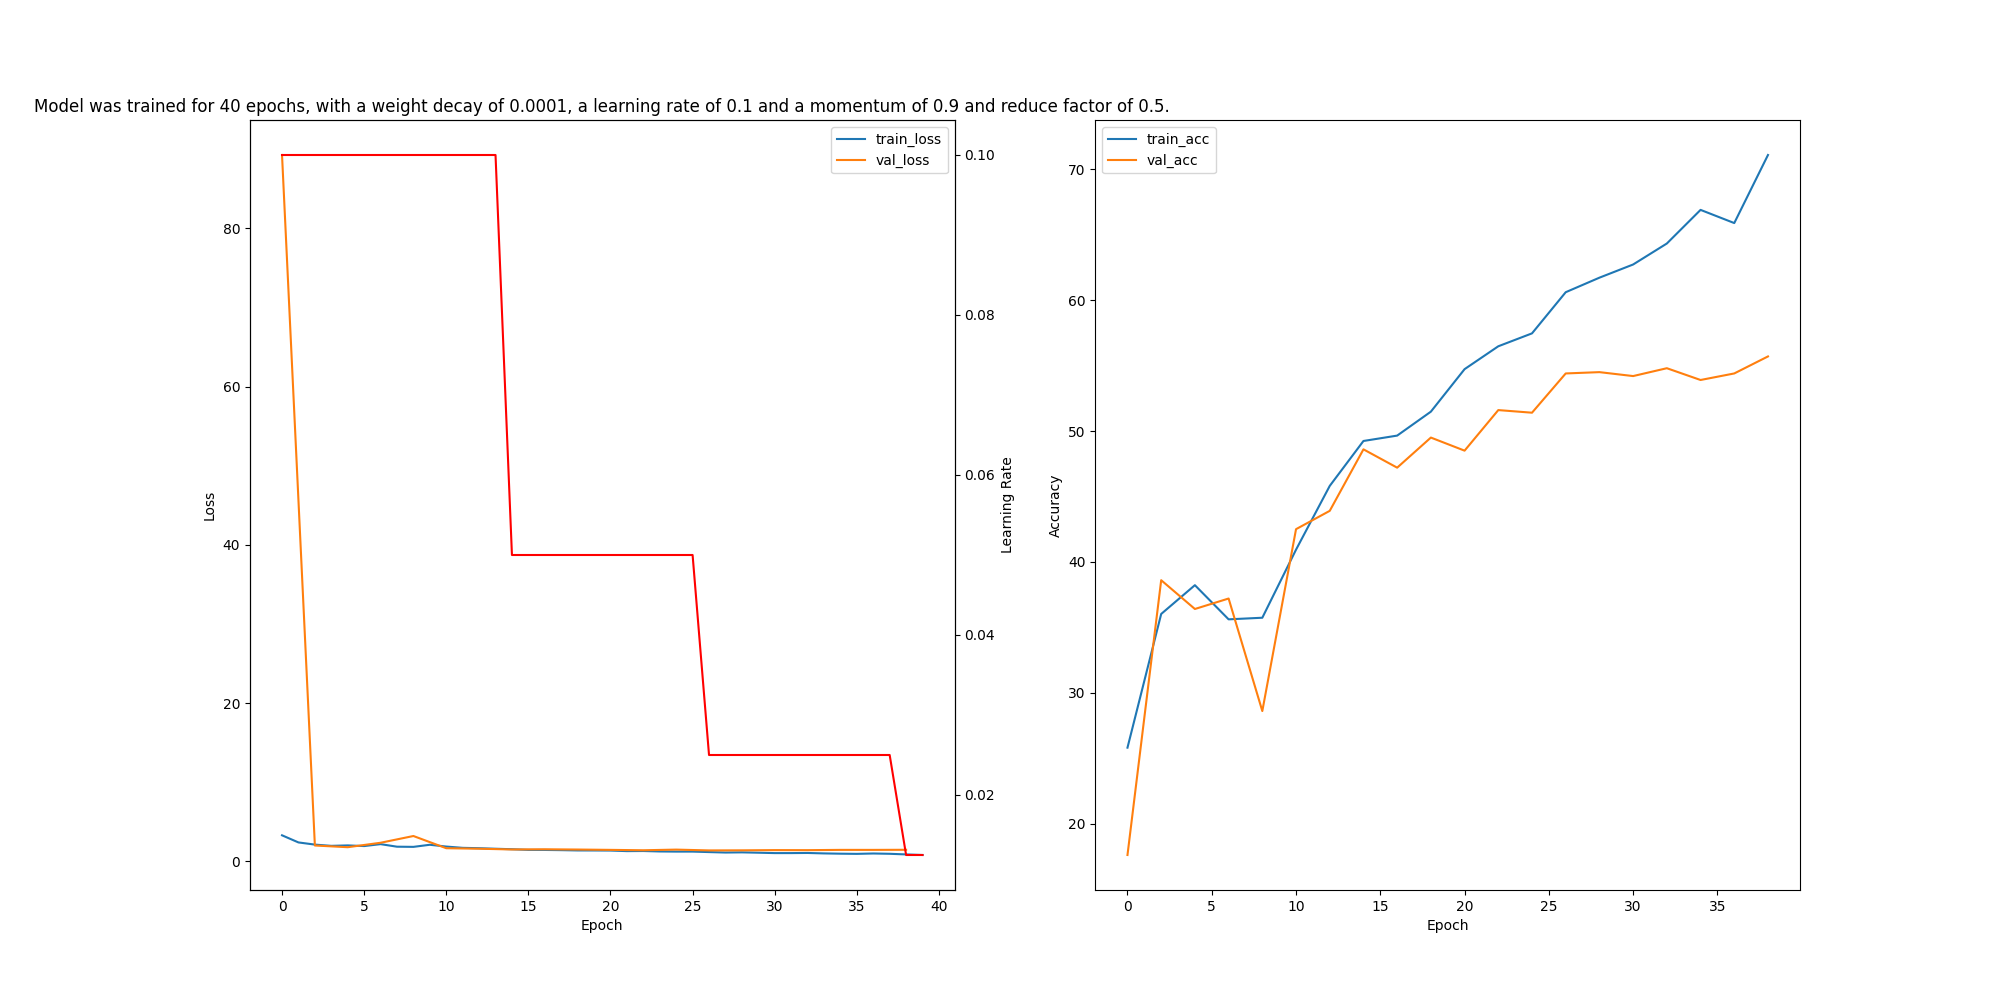 Model was trained for 40 epochs, with a weight decay of 0.0001, a learning rate of 0.1 and a momentum of 0.9 and reduce factor of 0.5.
train_loss
val_loss
80
60
40
20
0
Loss
0 5 10 15 20 25 30 35 40
Epoch
0.10
0.08
0.06
0.04
0.02
Learning Rate
train_acc
val_acc
70
60
50
40
30
20
Accuracy
0 5 10 15 20 25 30 35
Epoch